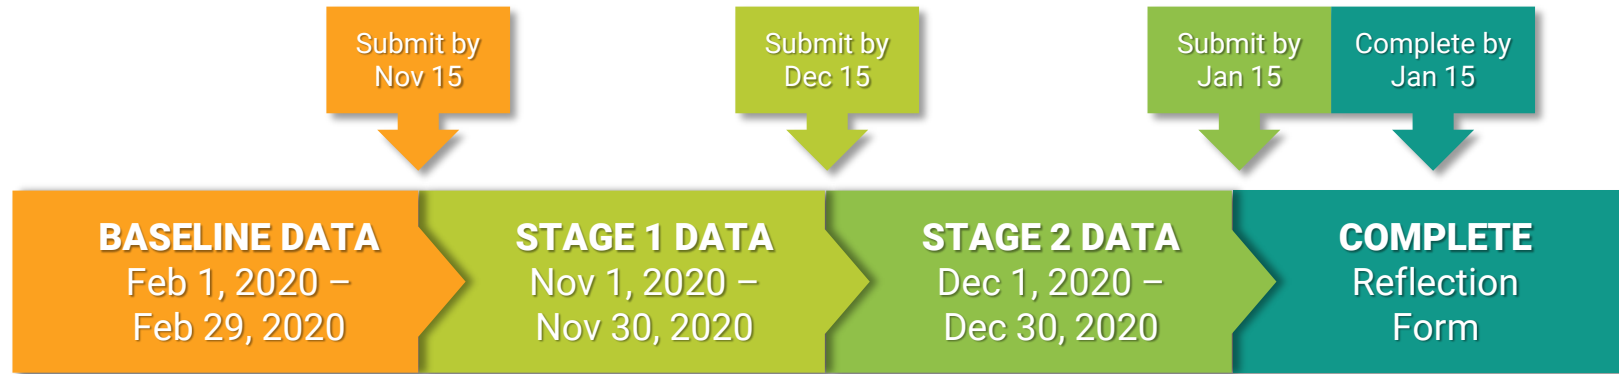 Submit by
Nov 15
Submit by
Dec 15
Submit by
Jan 15
Complete by
Jan 15
BASELINE DATA
Feb 1, 2020 –
Feb 29, 2020
STAGE 1 DATA
Nov 1, 2020 –
Nov 30, 2020
STAGE 2 DATA
Dec 1, 2020 –
Dec 30, 2020
COMPLETE
Reflection
Form